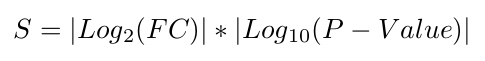 S = |Log₂(FC)| * |Log₁₀(P − Value)|